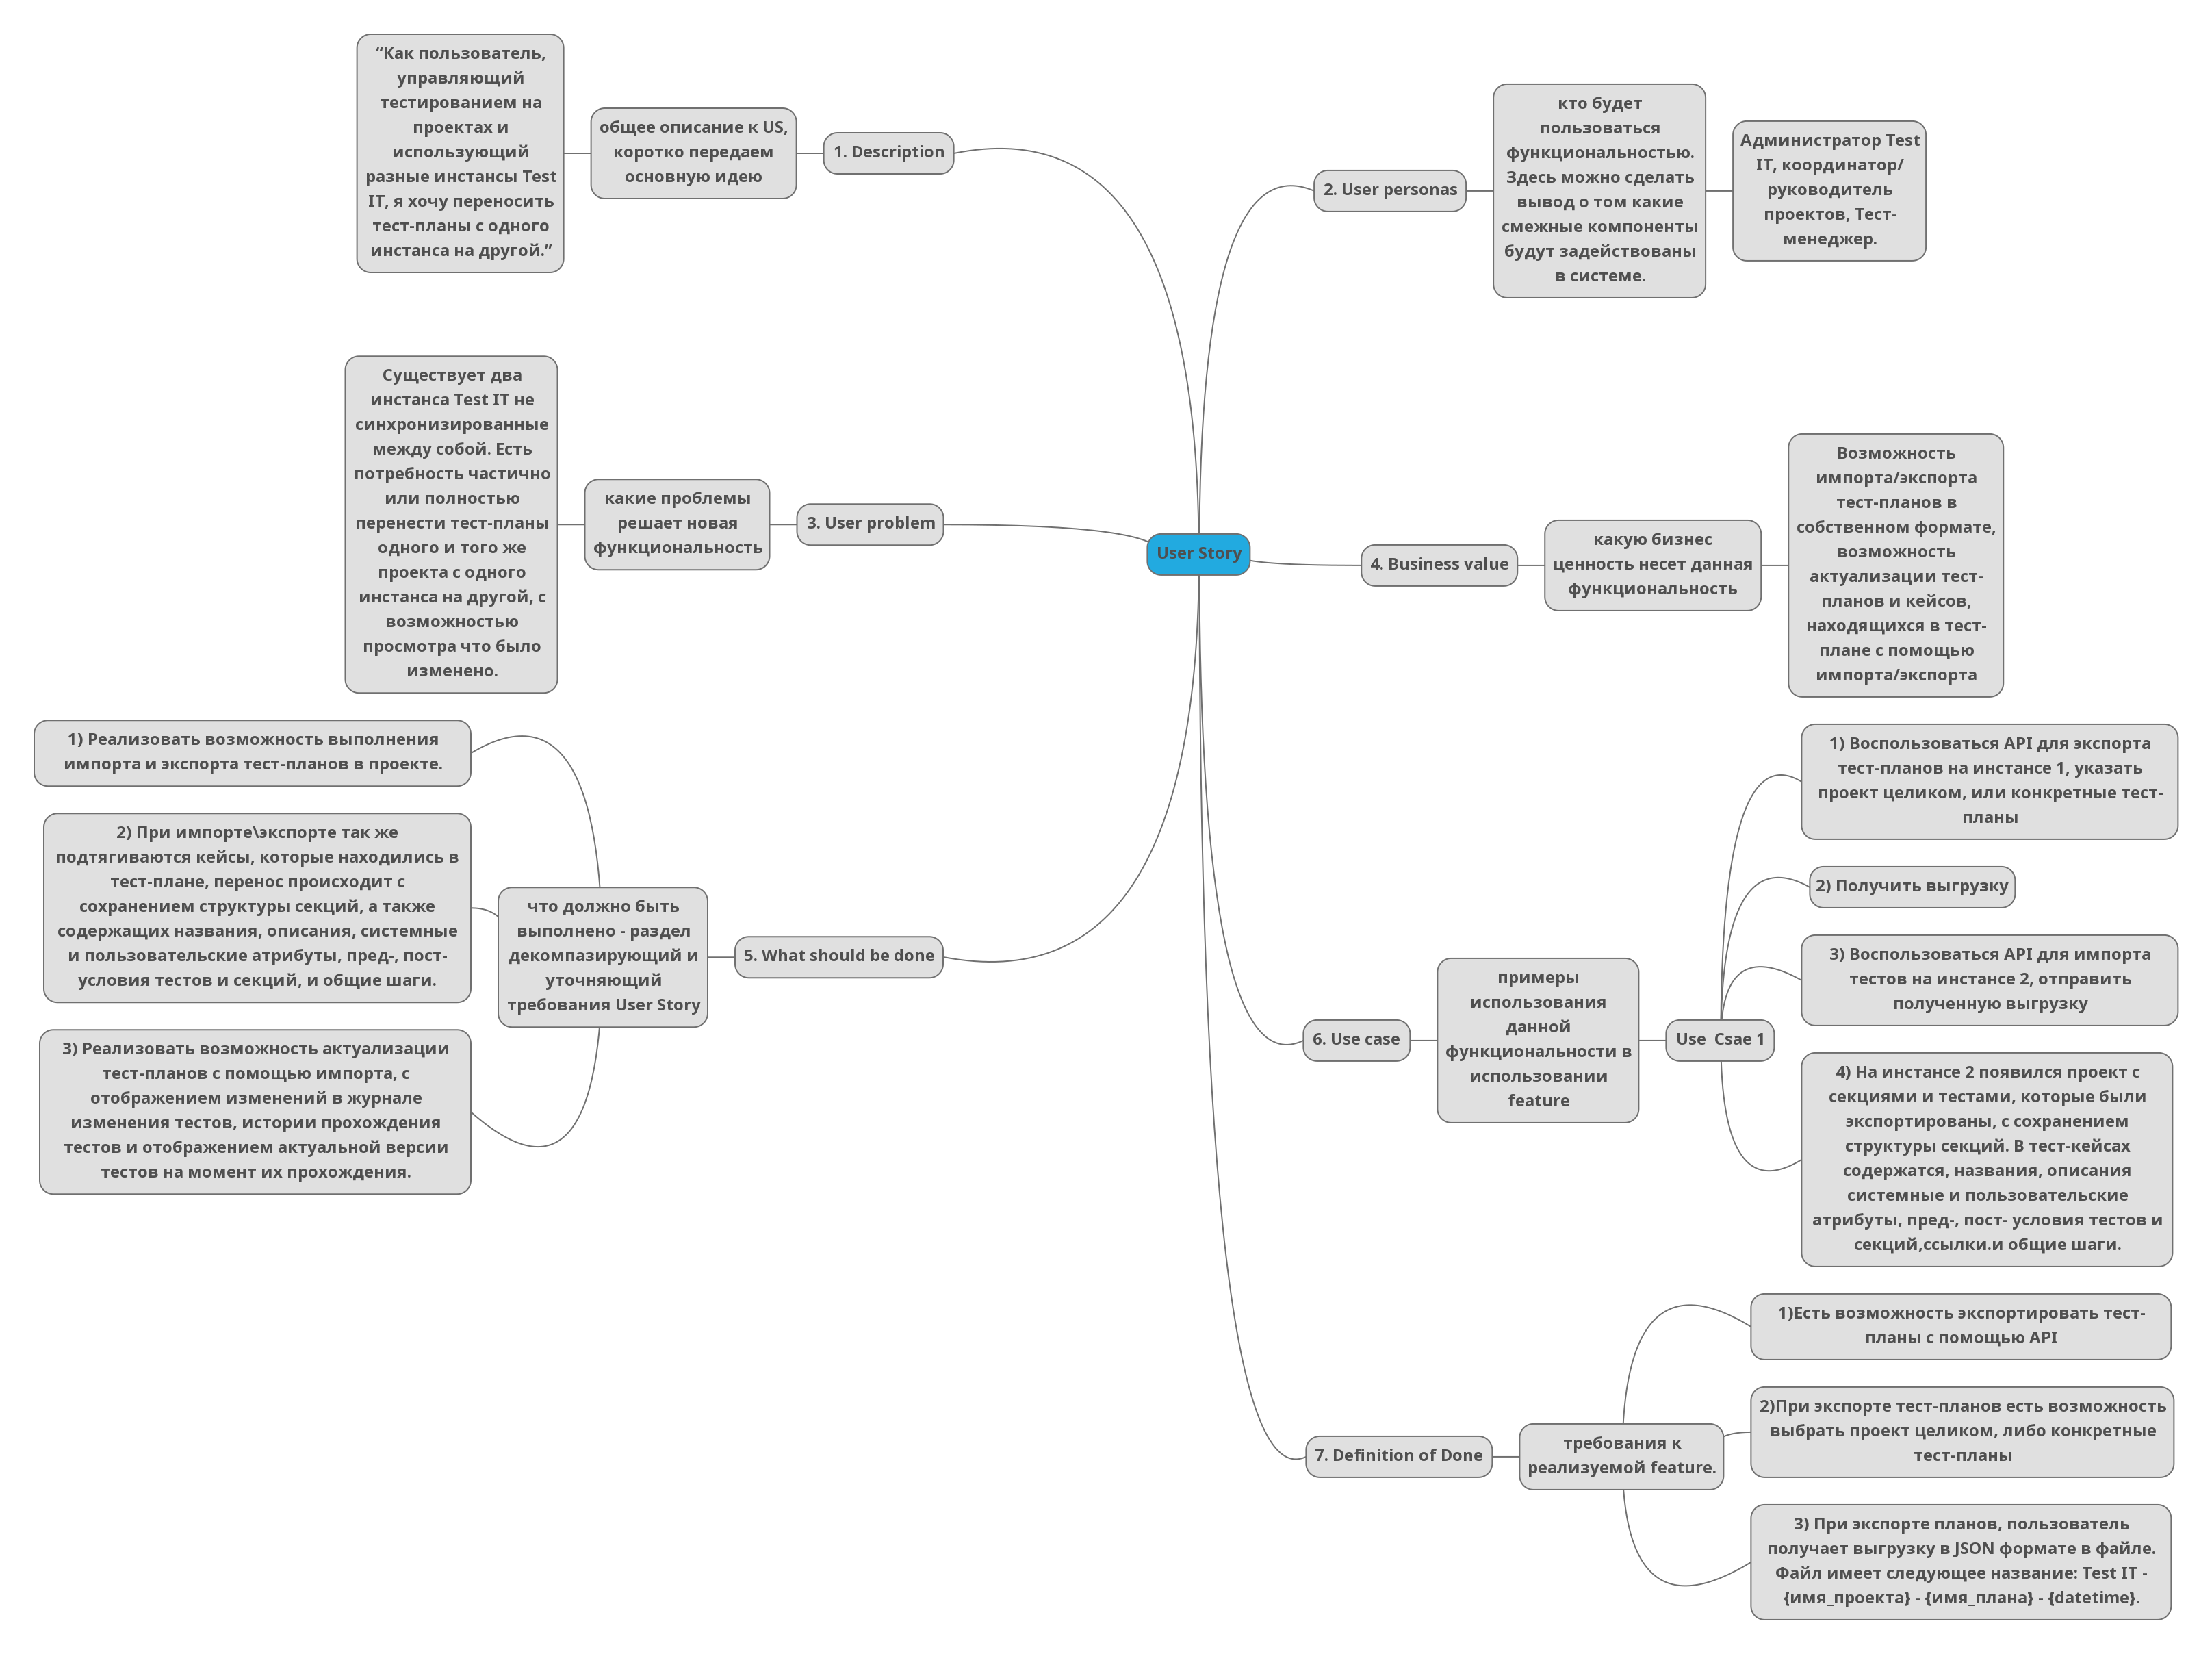 User Story
1. Description
общее описание к US,
коротко передаем
основную идею
“Как пользователь,
управляющий
тестированием на
проектах и
использующий
разные инстансы Test
IT, я хочу переносить
тест-планы с одного
инстанса на другой.”
2. User personas
кто будет
пользоваться
функциональностью.
Здесь можно сделать
вывод о том какие
смежные компоненты
будут задействованы
в системе.
Администратор Test
IT, координатор/
руководитель
проектов, Тест-
менеджер.
3. User problem
какие проблемы
решает новая
функциональность
Существует два
инстанса Test IT не
синхронизированные
между собой. Есть
потребность частично
или полностью
перенести тест-планы
одного и того же
проекта с одного
инстанса на другой, с
возможностью
просмотра что было
изменено.
4. Business value
какую бизнес
ценность несет данная
функциональность
Возможность
импорта/экспорта
тест-планов в
собственном формате,
возможность
актуализации тест-
планов и кейсов,
находящихся в тест-
плане с помощью
импорта/экспорта
5. What should be done
что должно быть
выполнено - раздел
декомпазирующий и
уточняющий
требования User Story
1) Реализовать возможность выполнения
импорта и экспорта тест-планов в проекте.
2) При импорте\экспорте так же
подтягиваются кейсы, которые находились в
тест-плане, перенос происходит с
сохранением структуры секций, а также
содержащих названия, описания, системные
и пользовательские атрибуты, пред-, пост-
условия тестов и секций, и общие шаги.
3) Реализовать возможность актуализации
тест-планов с помощью импорта, с
отображением изменений в журнале
изменения тестов, истории прохождения
тестов и отображением актуальной версии
тестов на момент их прохождения.
6. Use case
примеры
использования
данной
функциональности в
использовании
feature
Use  Csae 1
1) Воспользоваться API для экспорта
тест-планов на инстансе 1, указать
проект целиком, или конкретные тест-
планы
2) Получить выгрузку
3) Воспользоваться API для импорта
тестов на инстансе 2, отправить
полученную выгрузку
4) На инстансе 2 появился проект с
секциями и тестами, которые были
экспортированы, с сохранением
структуры секций. В тест-кейсах
содержатся, названия, описания
системные и пользовательские
атрибуты, пред-, пост- условия тестов и
секций,ссылки.и общие шаги.
7. Definition of Done
требования к
реализуемой feature.
1)Есть возможность экспортировать тест-
планы с помощью API
2)При экспорте тест-планов есть возможность
выбрать проект целиком, либо конкретные
тест-планы
3) При экспорте планов, пользователь
получает выгрузку в JSON формате в файле.
Файл имеет следующее название: Test IT -
{имя_проекта} - {имя_плана} - {datetime}.